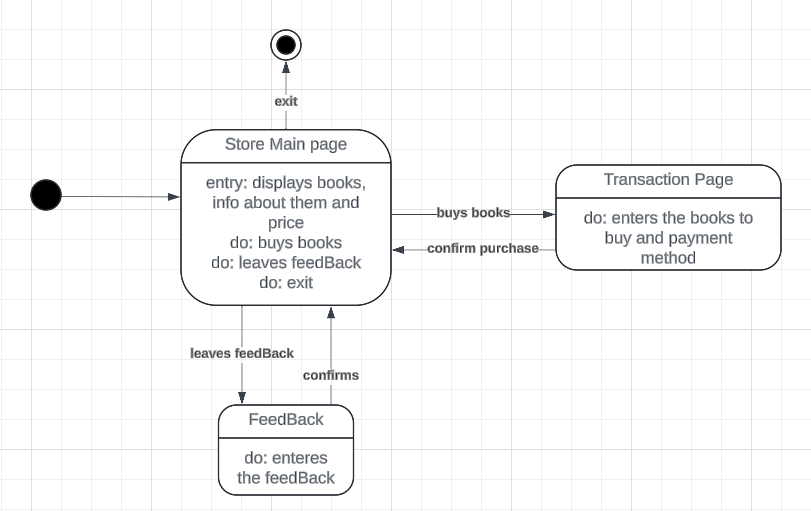 exit
Store Main page
entry: displays books,
info about them and
price
do: buys books
do: leaves feedBack
do: exit
buys books
confirm purchase
Transaction Page
do: enters the books to
buy and payment
method
leaves feedBack
confirms
FeedBack
do: enteres
the feedBack